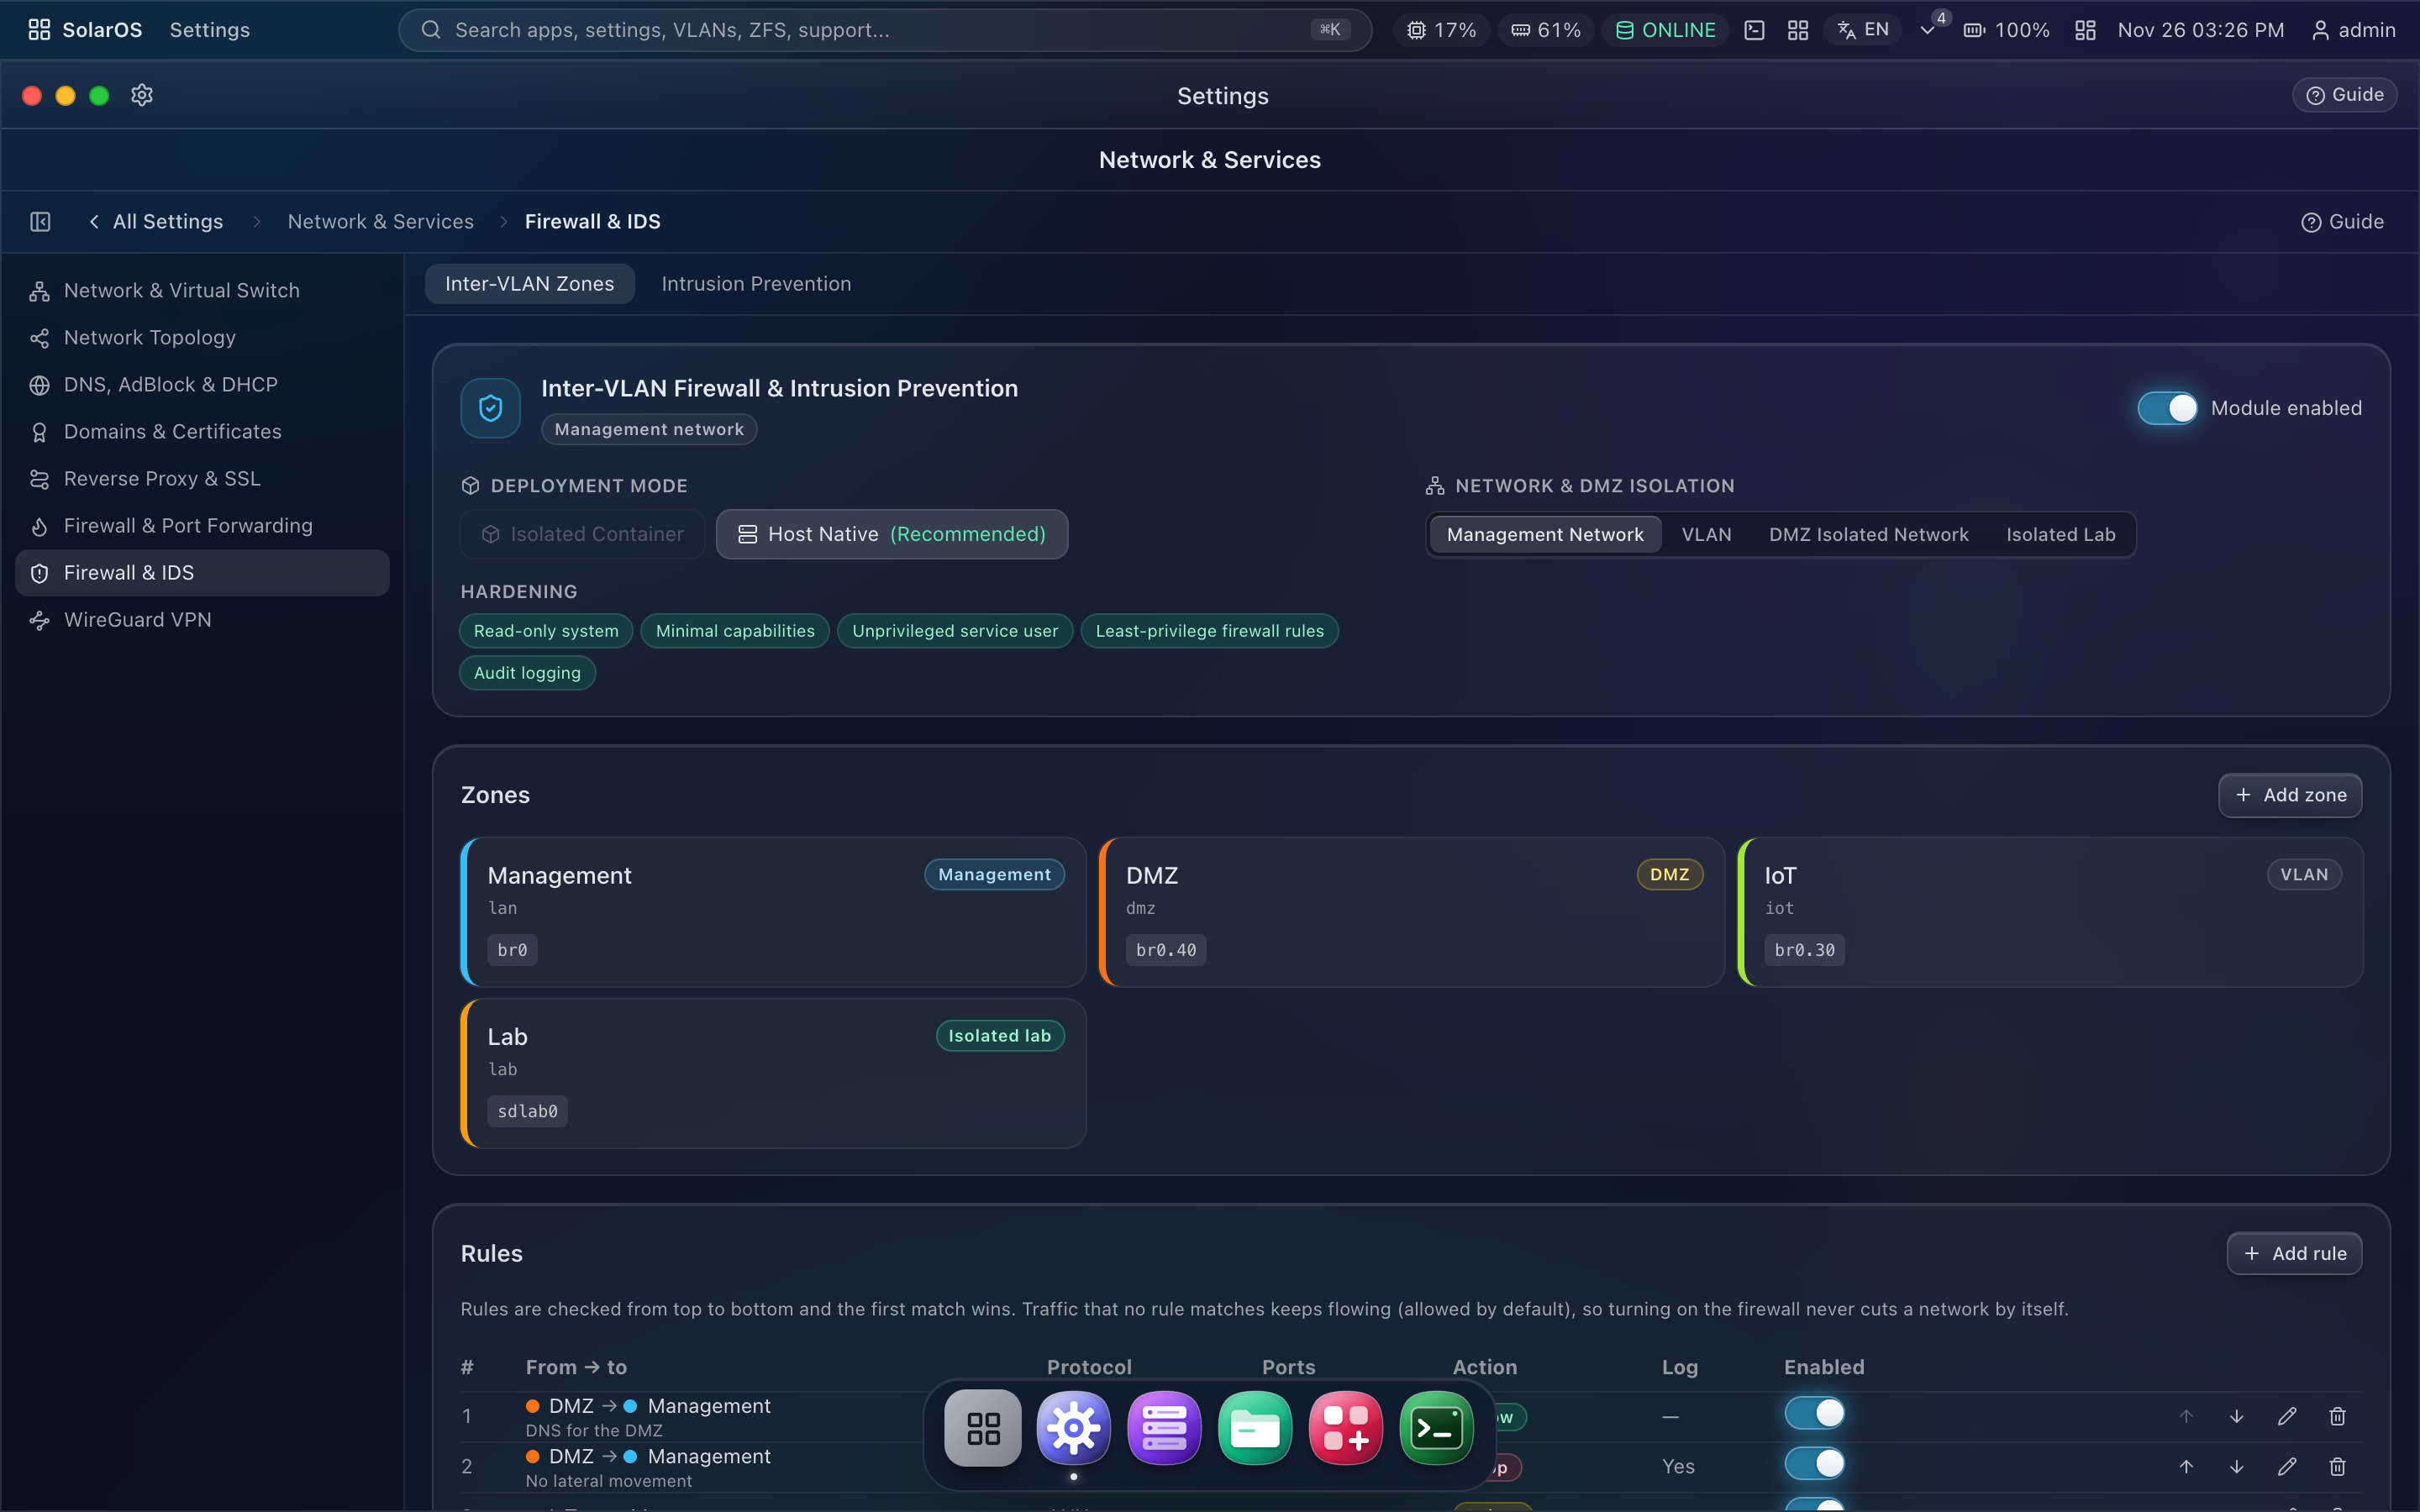 SolarOS Settings Search apps, settings, VLANs, ZFS, support... ⌘K 17% 61% ONLINE EN 4 100% Nov 26 03:26 PM admin
Settings Guide
Network & Services
All Settings Network & Services Firewall & IDS Guide
Network & Virtual Switch
Network Topology
DNS, AdBlock & DHCP
Domains & Certificates
Reverse Proxy & SSL
Firewall & Port Forwarding
Firewall & IDS
WireGuard VPN
Inter-VLAN Zones Intrusion Prevention
Inter-VLAN Firewall & Intrusion Prevention
Management network
Module enabled
DEPLOYMENT MODE
Isolated Container Host Native (Recommended)
NETWORK & DMZ ISOLATION
Management Network VLAN DMZ Isolated Network Isolated Lab
HARDENING
Read-only system Minimal capabilities Unprivileged service user Least-privilege firewall rules
Audit logging
Zones Add zone
Management Management
lan
br0
DMZ DMZ
dmz
br0.40
IoT VLAN
iot
br0.30
Lab Isolated lab
lab
sdlab0
Rules Add rule
Rules are checked from top to bottom and the first match wins. Traffic that no rule matches keeps flowing (allowed by default), so turning on the firewall never cuts a network by itself.
# From → to Protocol Ports Action Log Enabled
1 DMZ → Management —
DNS for the DMZ
2 DMZ → Management Yes
No lateral movement